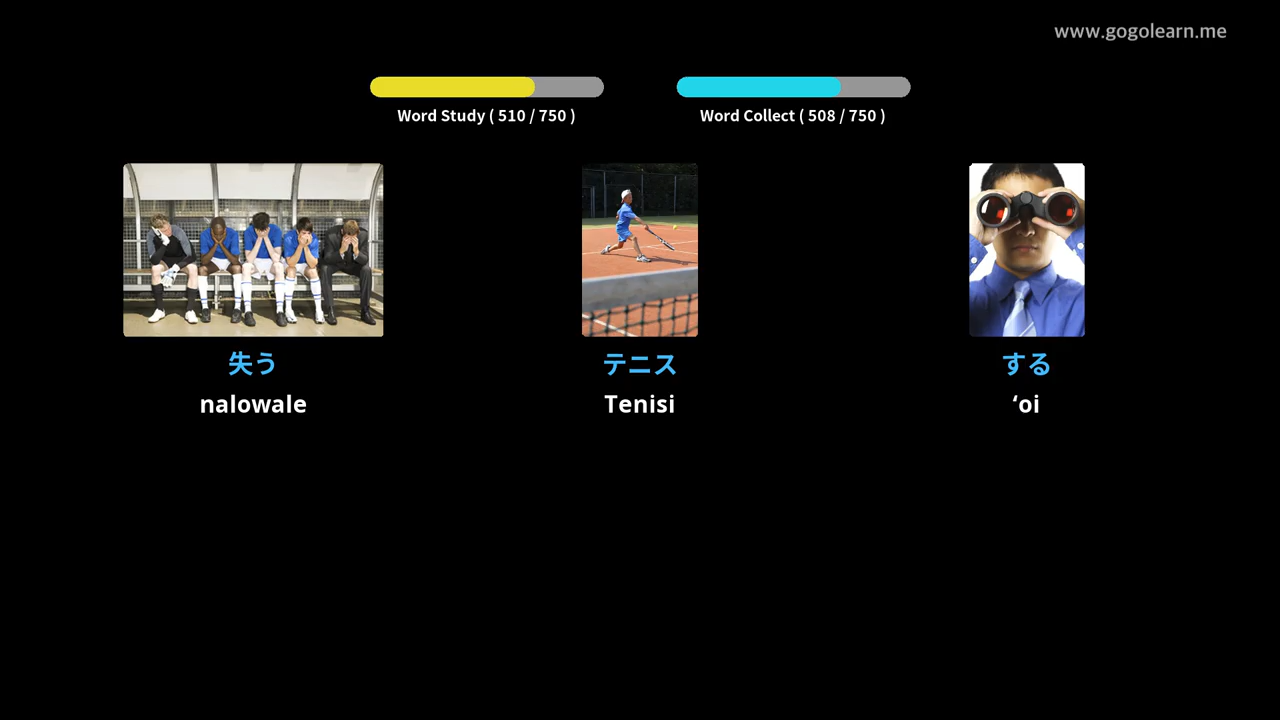 www.gogolearn.me
Word Study ( 510 / 750 )
Word Collect ( 508 / 750 )
失う
テニス
する
nalowale
Tenisi
ʻoi